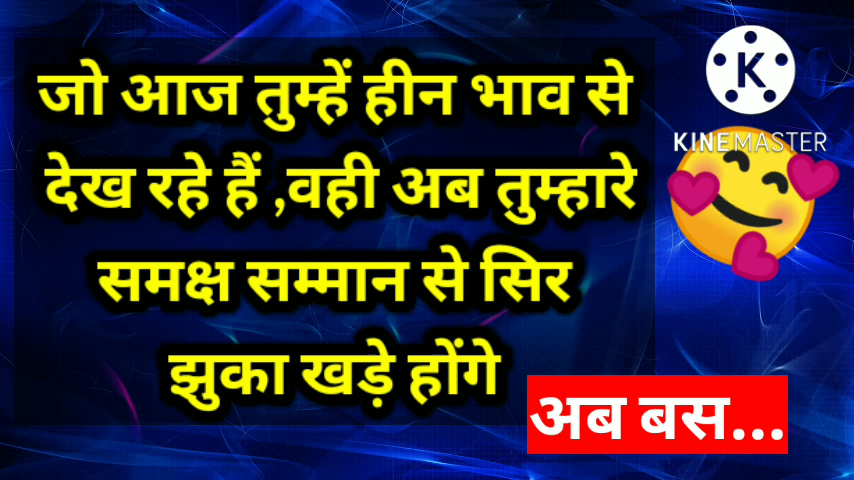 जो आज तुम्हें हीन भाव से
देख रहे हैं ,वही अब तुम्हारे
समक्ष सम्मान से सिर
झुका खड़े होंगे
अब बस...
K
KINEMASTER